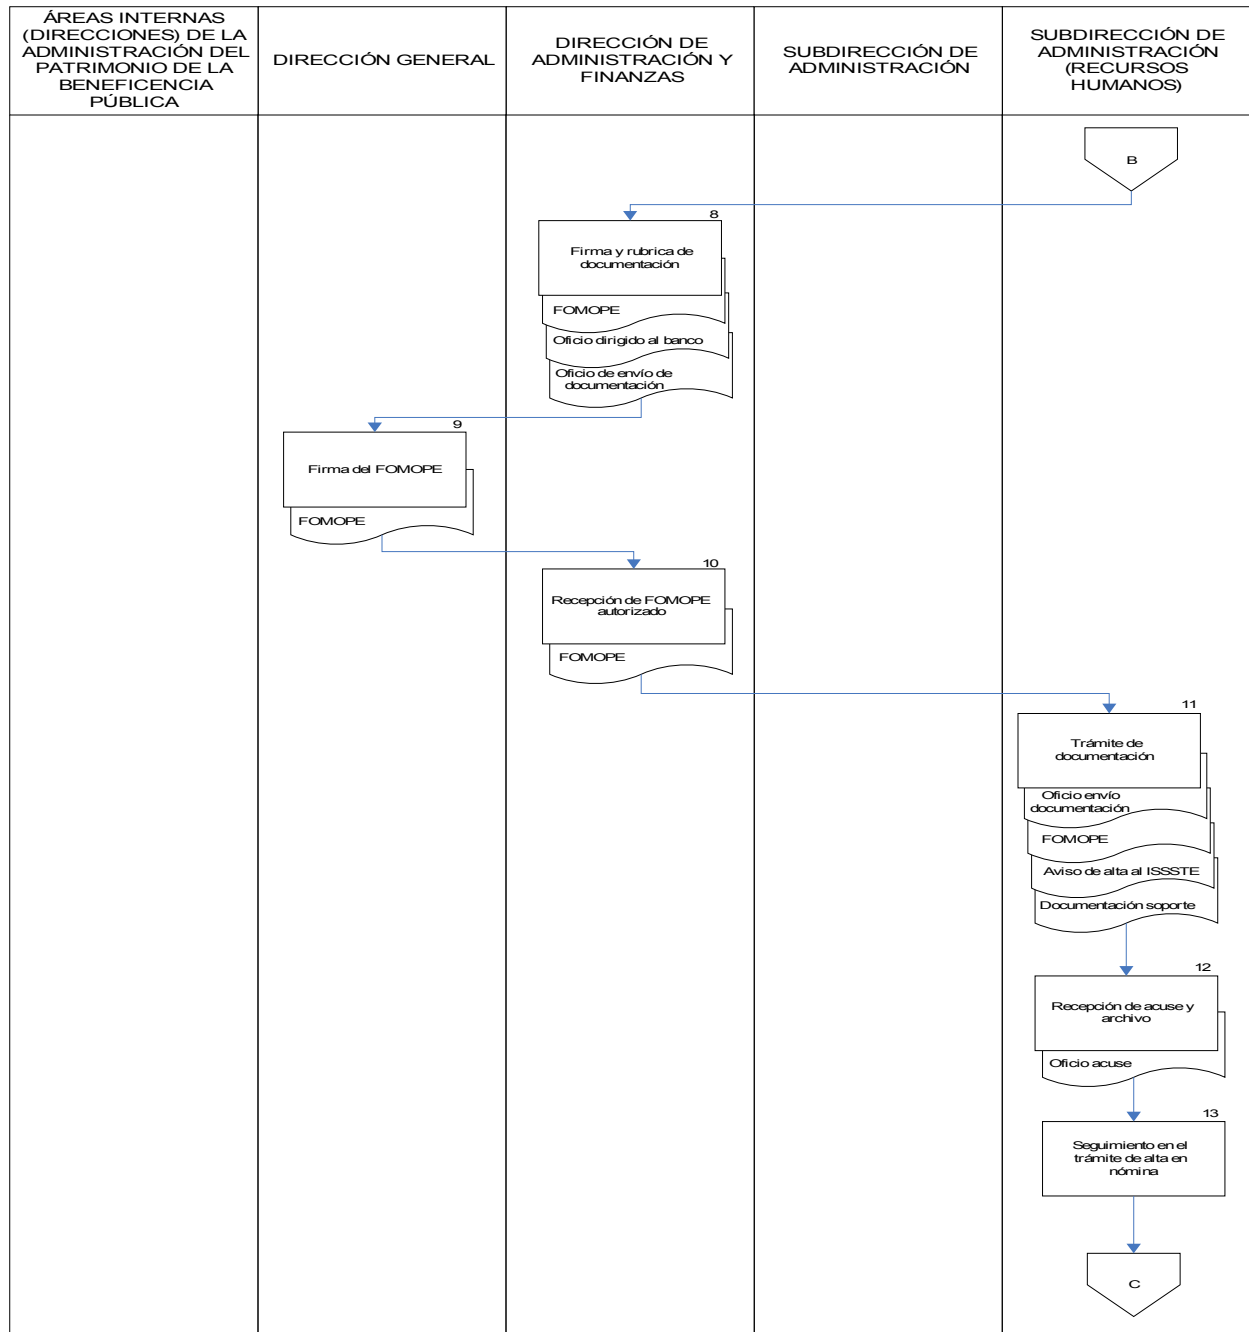 ÁREAS INTERNAS
(DIRECCIONES) DE LA
ADMINISTRACIÓN DEL
PATRIMONIO DE LA
BENEFICENCIA
PÚBLICA
DIRECCIÓN GENERAL
DIRECCIÓN DE
ADMINISTRACIÓN Y
FINANZAS
SUBDIRECCIÓN DE
ADMINISTRACIÓN
SUBDIRECCIÓN DE
ADMINISTRACIÓN
(RECURSOS
HUMANOS)
B
8
Firma y rubrica de
documentación
FOMOPE
Oficio dirigido al banco
Oficio de envío de
documentación
9
Firma del FOMOPE
FOMOPE
10
Recepción de FOMOPE
autorizado
FOMOPE
11
Trámite de
documentación
Oficio envío
documentación
FOMOPE
Aviso de alta al ISSSTE
Documentación soporte
12
Recepción de acuse y
archivo
Oficio acuse
13
Seguimiento en el
trámite de alta en
nómina
C